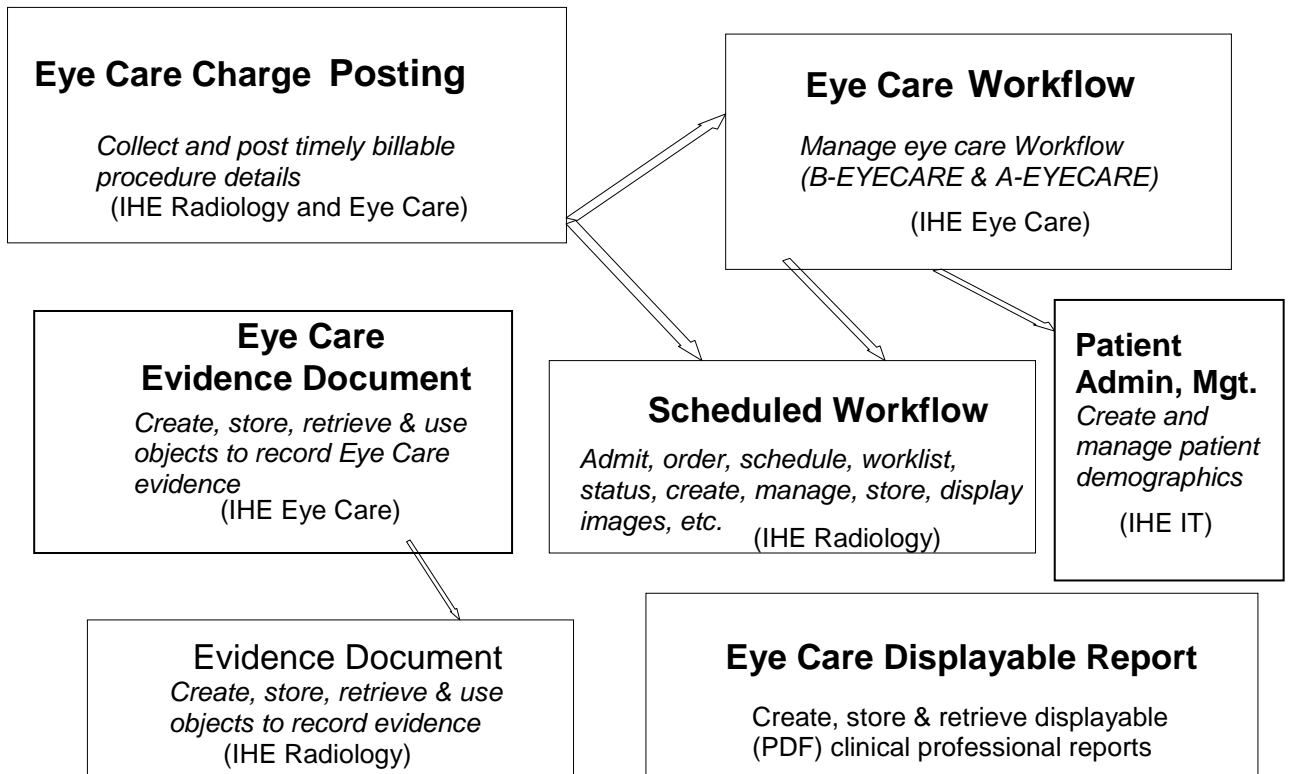 Eye Care Charge Posting
Collect and post timely billable
procedure details
(IHE Radiology and Eye Care)
Eye Care Workflow
Manage eye care Workflow
(B-EYECARE & A-EYECARE)
(IHE Eye Care)
Eye Care
Evidence Document
Create, store, retrieve & use
objects to record Eye Care
evidence
(IHE Eye Care)
Scheduled Workflow
Admit, order, schedule, worklist,
status, create, manage, store, display
images, etc.
(IHE Radiology)
Patient
Admin, Mgt.
Create and
manage patient
demographics
(IHE IT)
Evidence Document
Create, store, retrieve & use
objects to record evidence
(IHE Radiology)
Eye Care Displayable Report
Create, store & retrieve displayable
(PDF) clinical professional reports